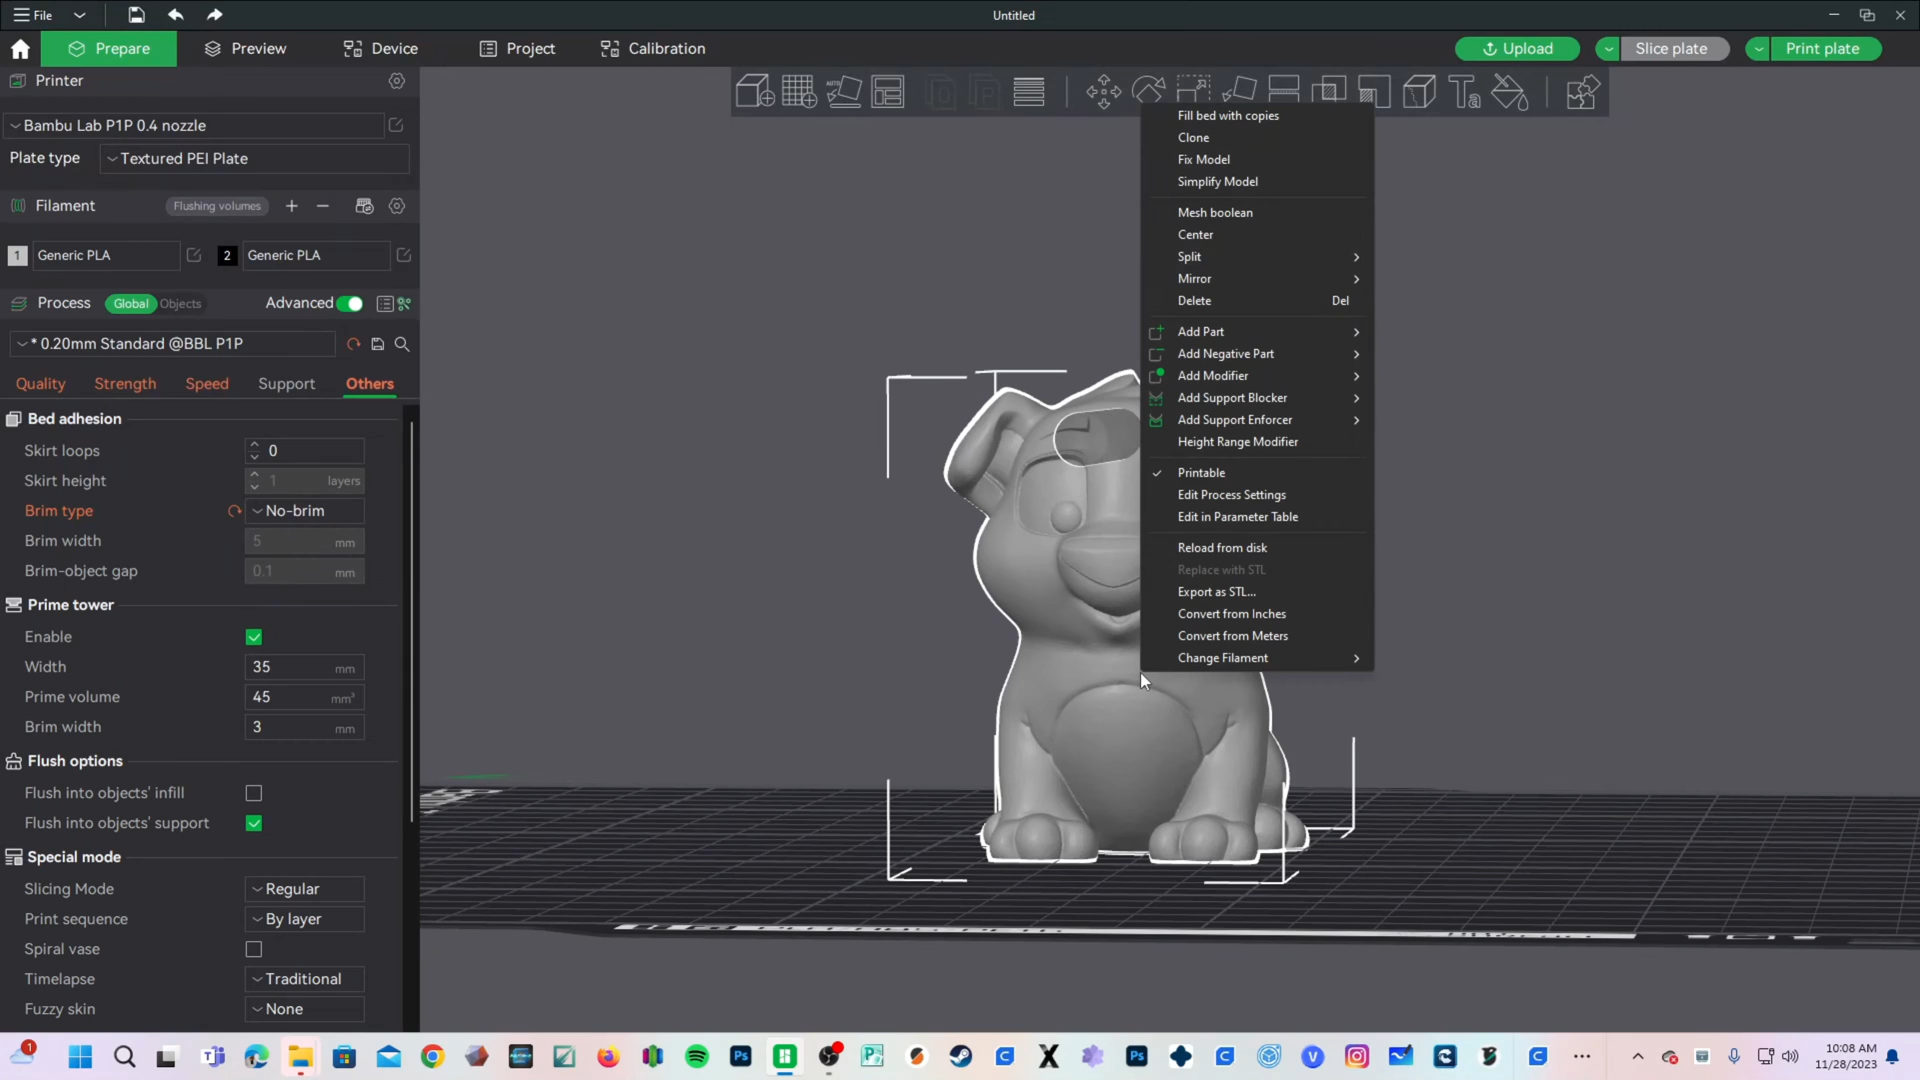 File
Untitled
Prepare
Preview
Device
Project
Calibration
Upload
Slice plate
Print plate
Printer
Bambu Lab P1P 0.4 nozzle
Plate type
Textured PEI Plate
Filament
Flushing volumes
1
Generic PLA
2
Generic PLA
Process
Global
Objects
Advanced
* 0.20mm Standard @BBL P1P
Quality
Strength
Speed
Support
Others
Bed adhesion
Skirt loops
0
Skirt height
1
layers
Brim type
No-brim
Brim width
5
mm
Brim-object gap
0.1
mm
Prime tower
Enable
Width
35
mm
Prime volume
45
mm³
Brim width
3
mm
Flush options
Flush into objects' infill
Flush into objects' support
Special mode
Slicing Mode
Regular
Print sequence
By layer
Spiral vase
Timelapse
Traditional
Fuzzy skin
None
AUTO
Fill bed with copies
Clone
Fix Model
Simplify Model
Mesh boolean
Center
Split
Mirror
Delete
Del
Add Part
Add Negative Part
Add Modifier
Add Support Blocker
Add Support Enforcer
Height Range Modifier
Printable
Edit Process Settings
Edit in Parameter Table
Reload from disk
Replace with STL
Export as STL...
Convert from Inches
Convert from Meters
Change Filament
1
10:08 AM
11/28/2023